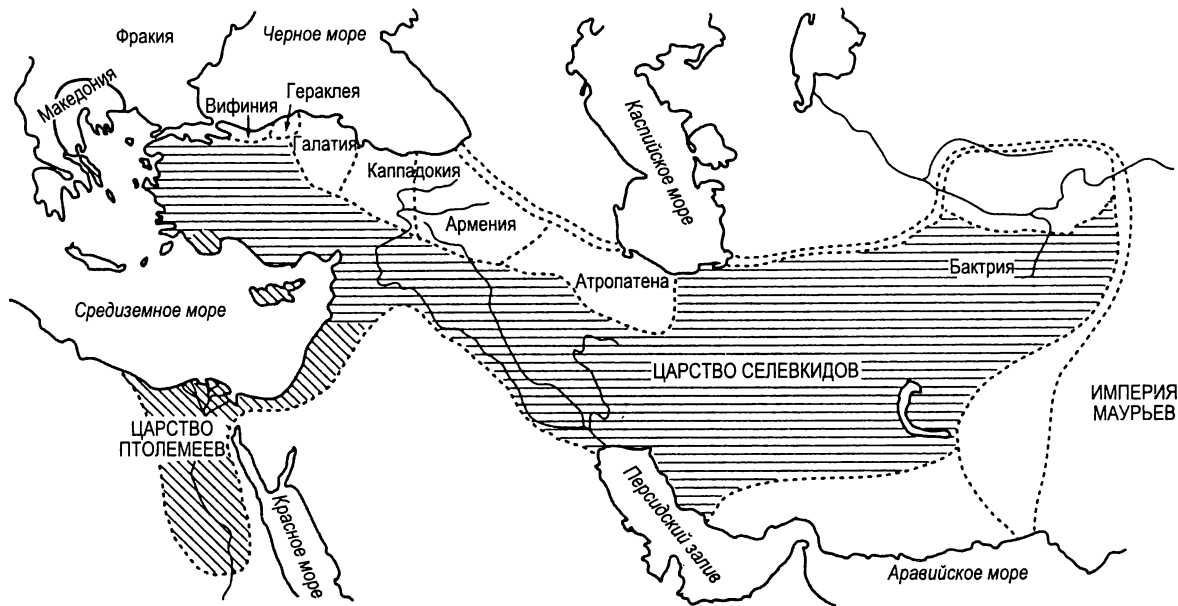 Фракия
Черное море
Македония
Вифиния
Гераклея
Галатия
Каппадокия
Армения
Атропатена
Каспийское море
Бактрия
Средиземное море
ЦАРСТВО СЕЛЕВКИДОВ
ИМПЕРИЯ
МАУРЬЕВ
ЦАРСТВО
ПТОЛЕМЕЕВ
Красное море
Персидский залив
Аравийское море